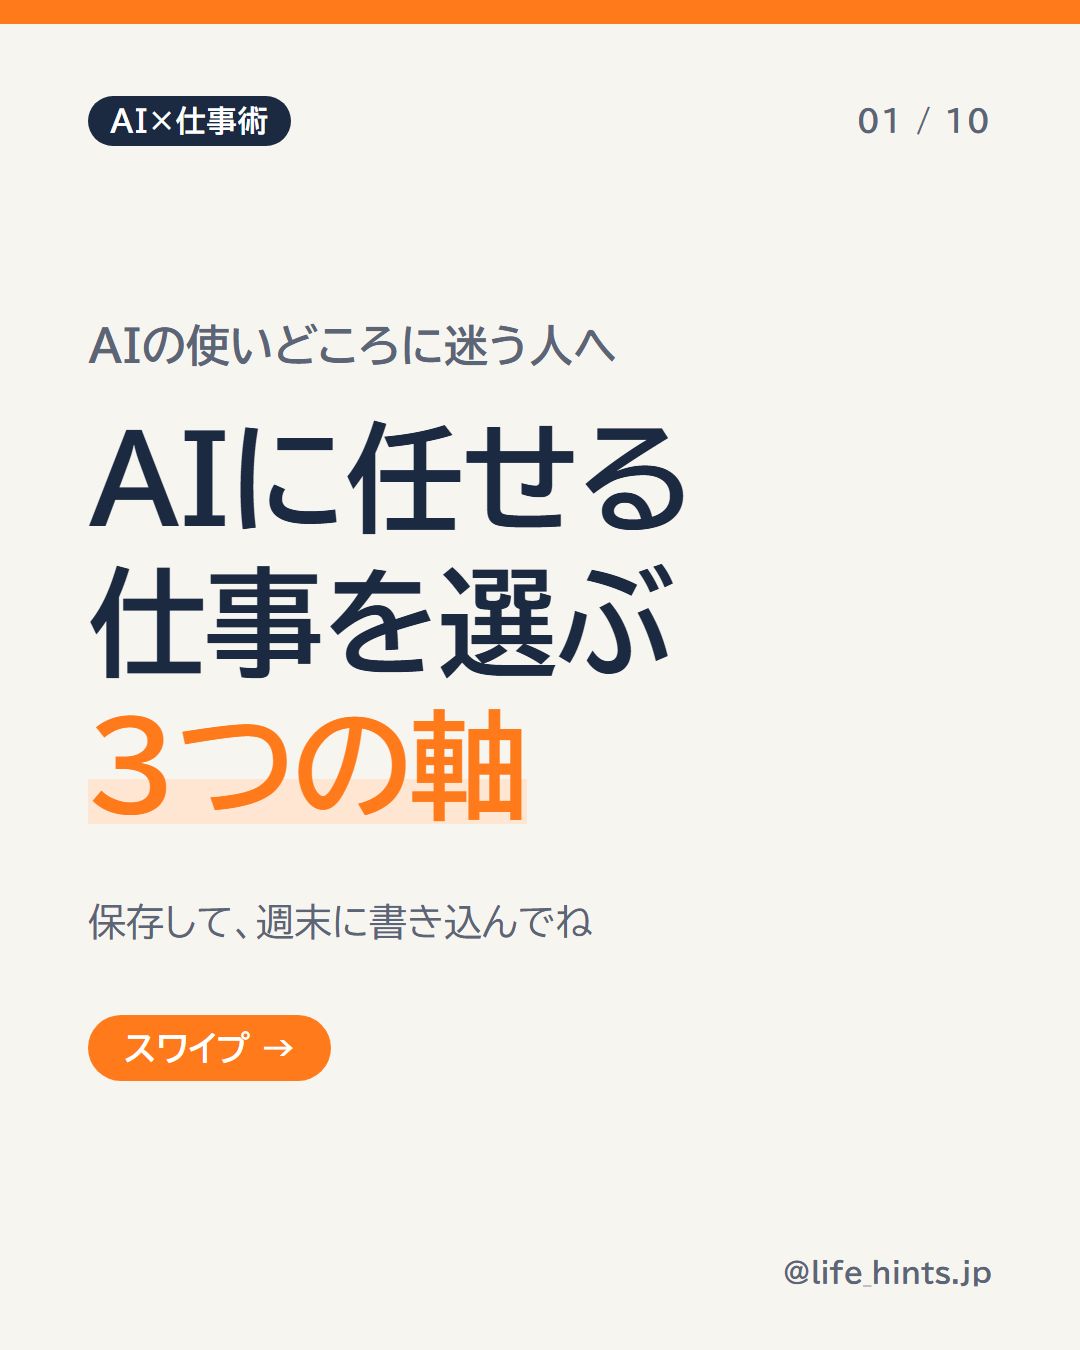 AI×仕事術
01 / 10
AIの使いどころに迷う人へ
AIに任せる
仕事を選ぶ
3つの軸
保存して、週末に書き込んでね
スワイプ →
@life_hints.jp